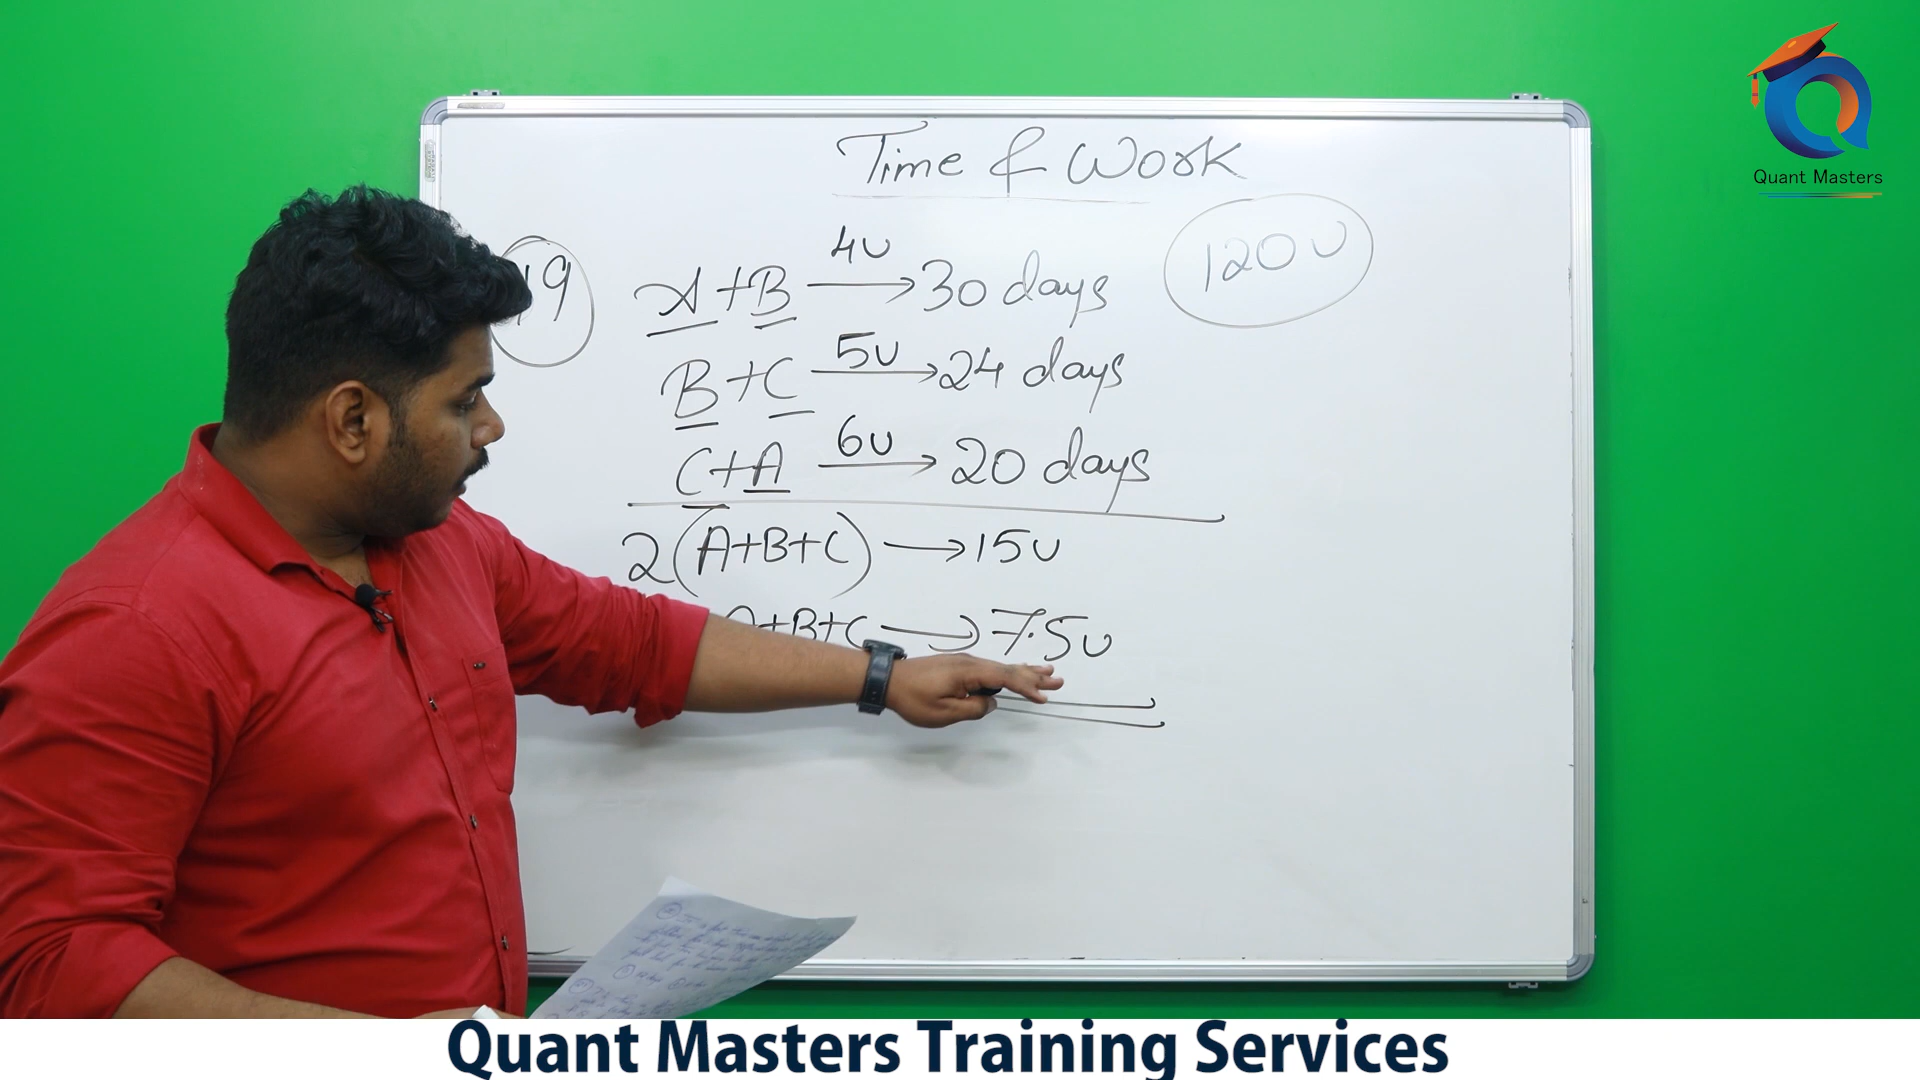 Quant Masters
Time & Work
19
120U
A+B 4U → 30 days
B+C 5U → 24 days
C+A 6U → 20 days
2(A+B+C) → 15U
A+B+C → 7.5U
Quant Masters Training Services